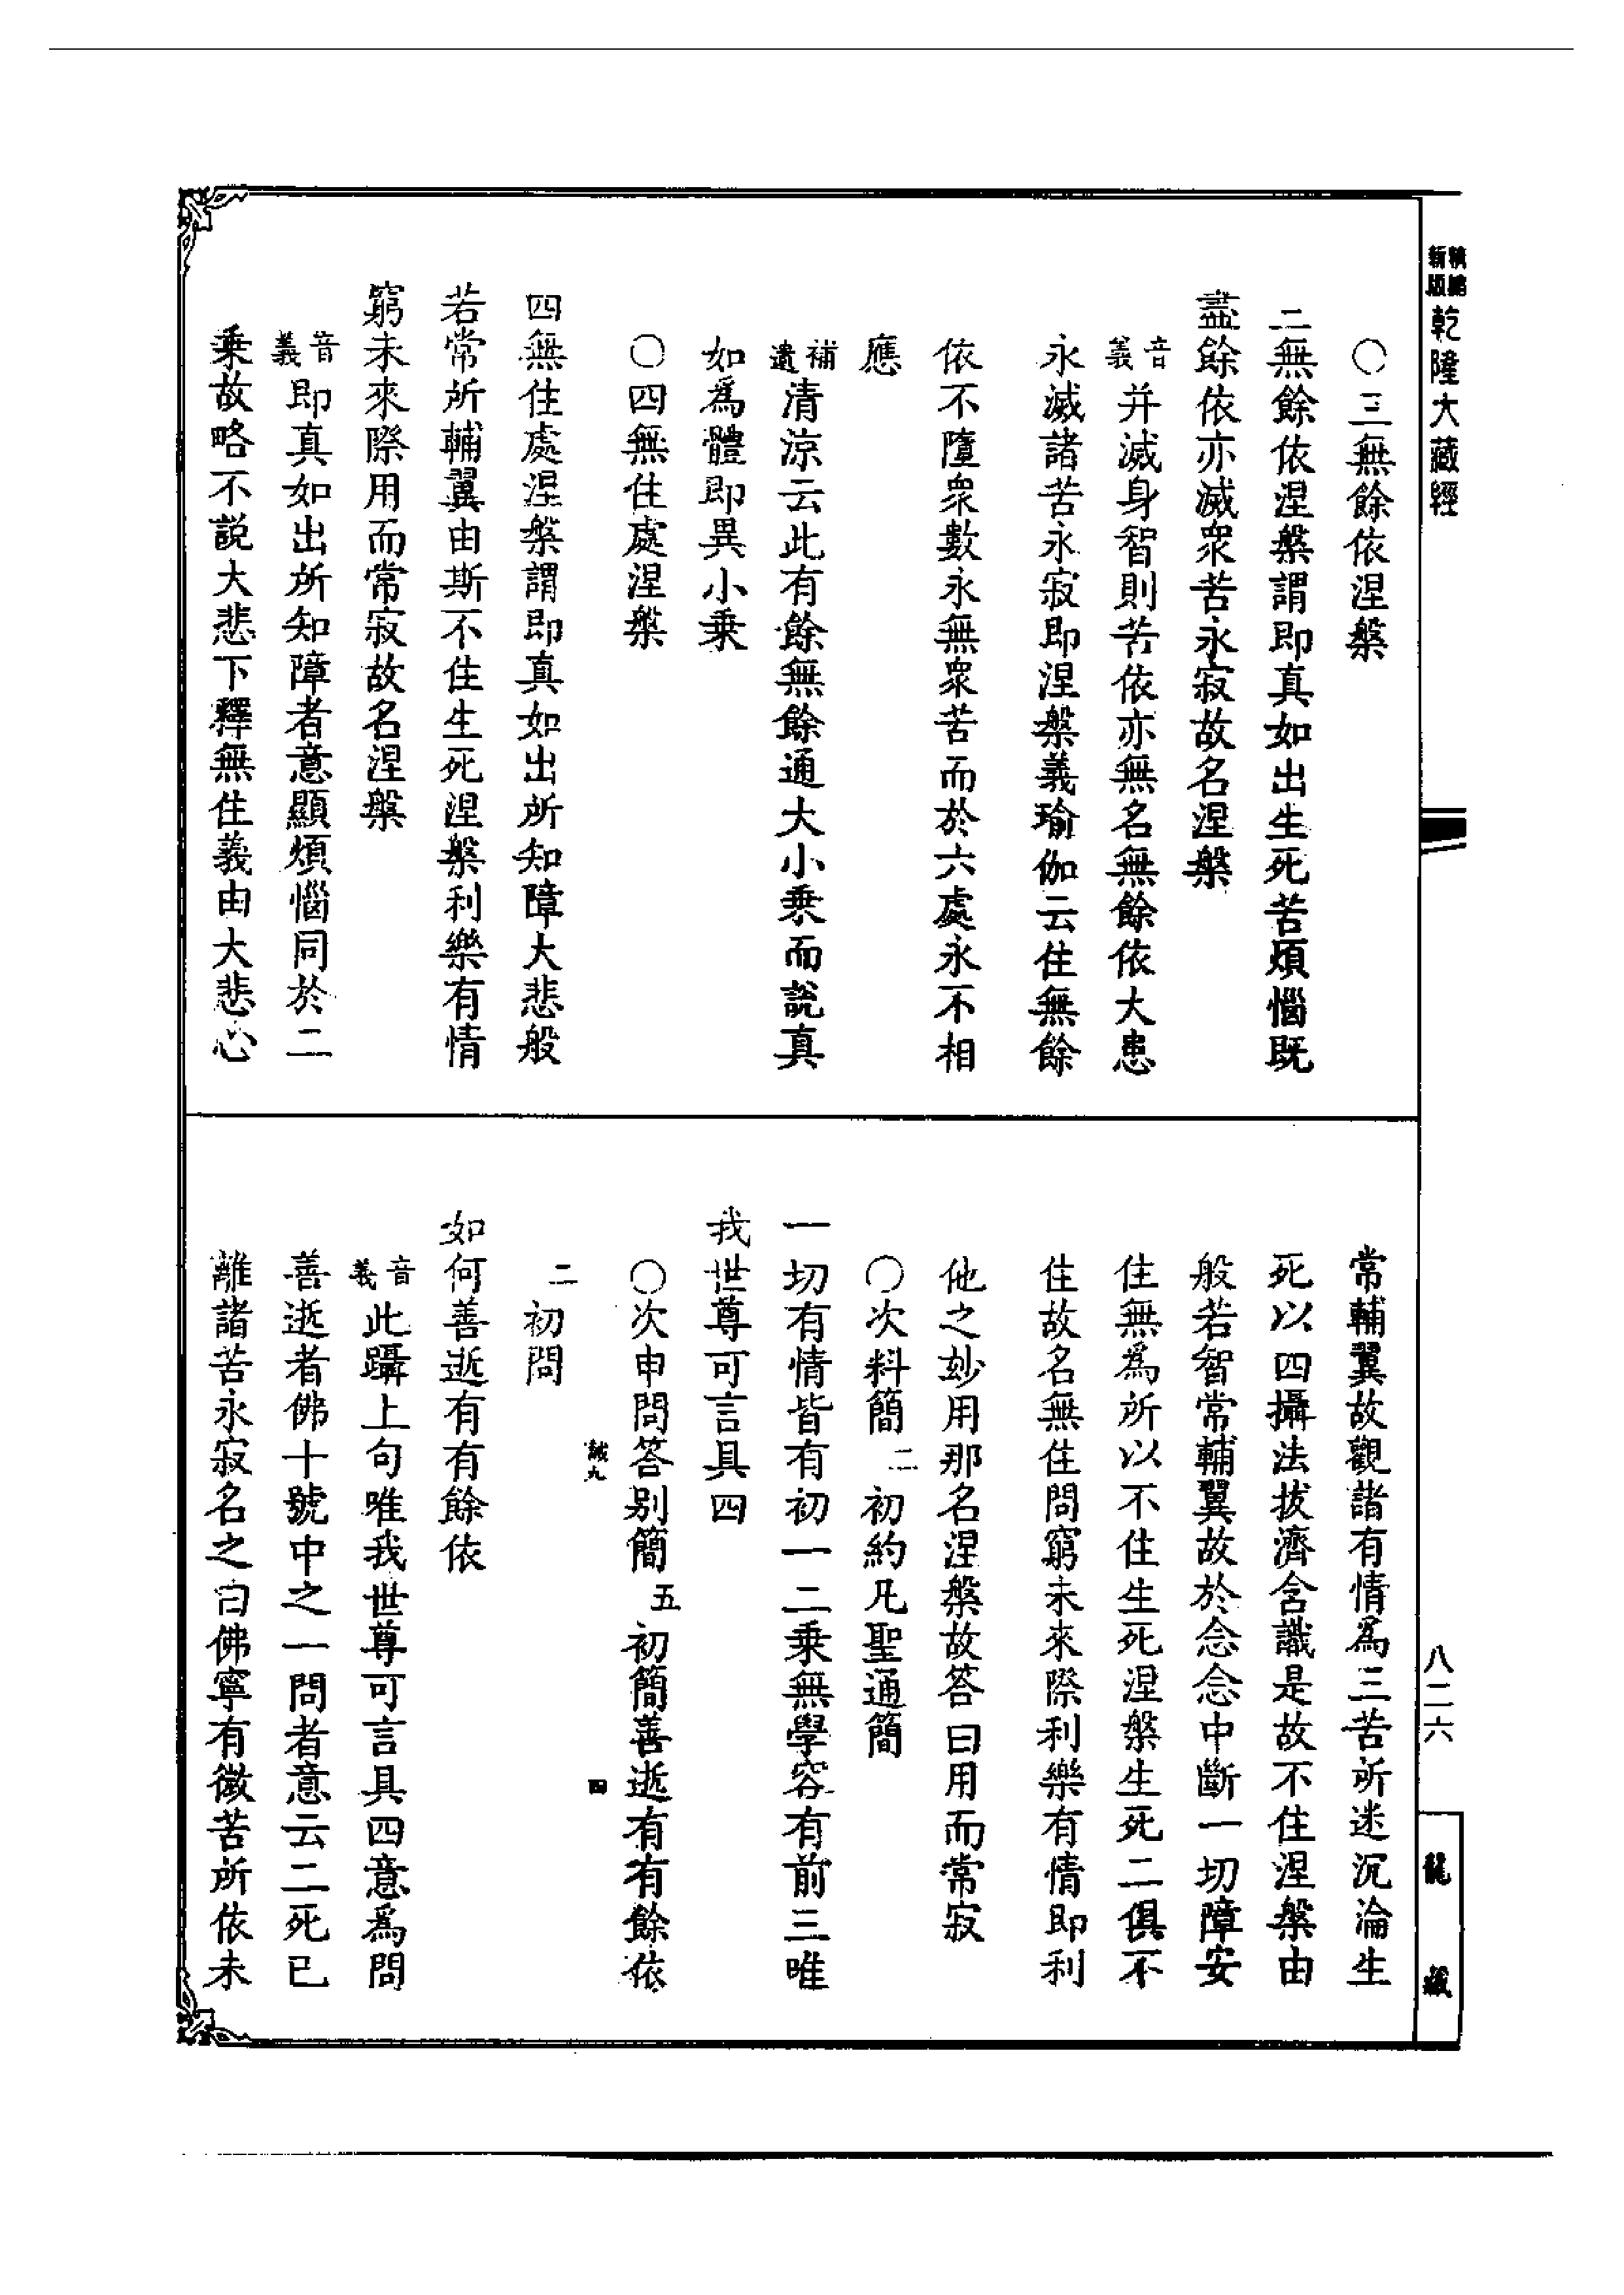 精編新版乾隆大藏經
○三無餘依涅槃
二無餘依涅槃謂即真如出生死苦煩惱既
盡餘依亦滅衆苦永寂故名涅槃
音義并滅身智則苦依亦無名無餘依大患
永滅諸苦永寂即涅槃義瑜伽云住無餘
依不墮衆數永無衆苦而於六處永不相
應
補遺清涼云此有餘無餘通大小乘而說真
如爲體即異小乗
○四無住處涅槃
四無住處涅槃謂即真如出所知障大悲般
若常所輔翼由斯不住生死涅槃利樂有情
窮未來際用而常寂故名涅槃
音義即真如出所知障者意顯煩惱同於二
乗故略不説大悲下釋無住義由大悲心
常輔翼故觀諸有情為三苦所迷沉淪生
死以四攝法拔濟含識是故不住涅槃由
般若智常輔翼故於念念中斷一切障安
住無爲所以不住生死涅槃生死二俱不
住故名無住問窮未來際利樂有情即利
他之妙用那名涅槃故答曰用而常寂
○次料簡二初約凡聖通簡
一切有情皆有初一二乘無學容有前三唯
我世尊可言具四
○次申問答别簡五初簡善逝有有餘依
誠九 四
二初問
如何善逝有有餘依
音義此躡上句唯我世尊可言具四意爲問
善逝者佛十號中之一問者意云二死已
離諸苦永寂名之曰佛寧有微苦所依未
八二六
龍藏